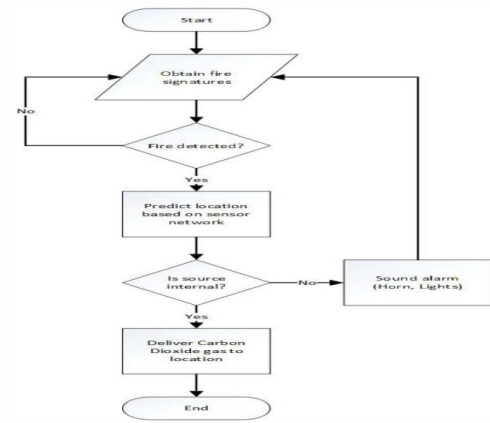 Start
Obtain fire
signatures
No
Fire detected?
Yes
Predict location
based on sensor
network
Is source
internal?
No
Sound alarm
(Horn, Lights)
Yes
Deliver Carbon
Dioxide gas to
location
End